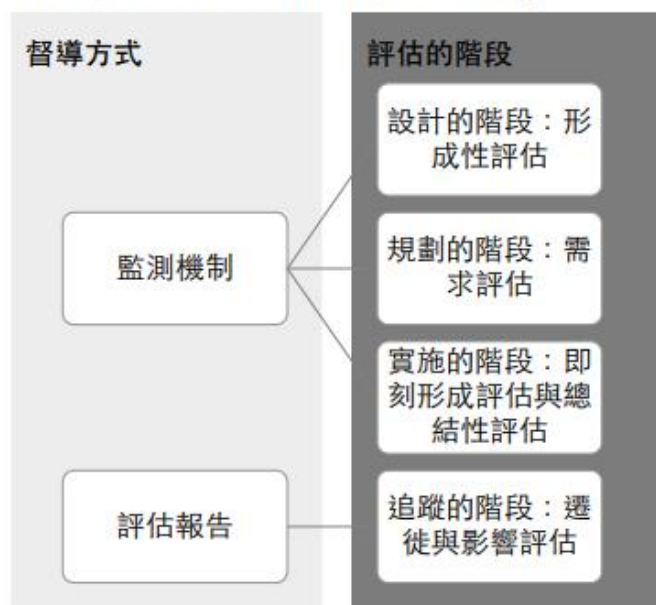 督導方式
評估的階段
設計的階段：形
成性評估
監測機制
規劃的階段：需
求評估
實施的階段：即
刻形成評估與總
結性評估
評估報告
追蹤的階段：遷
徙與影響評估